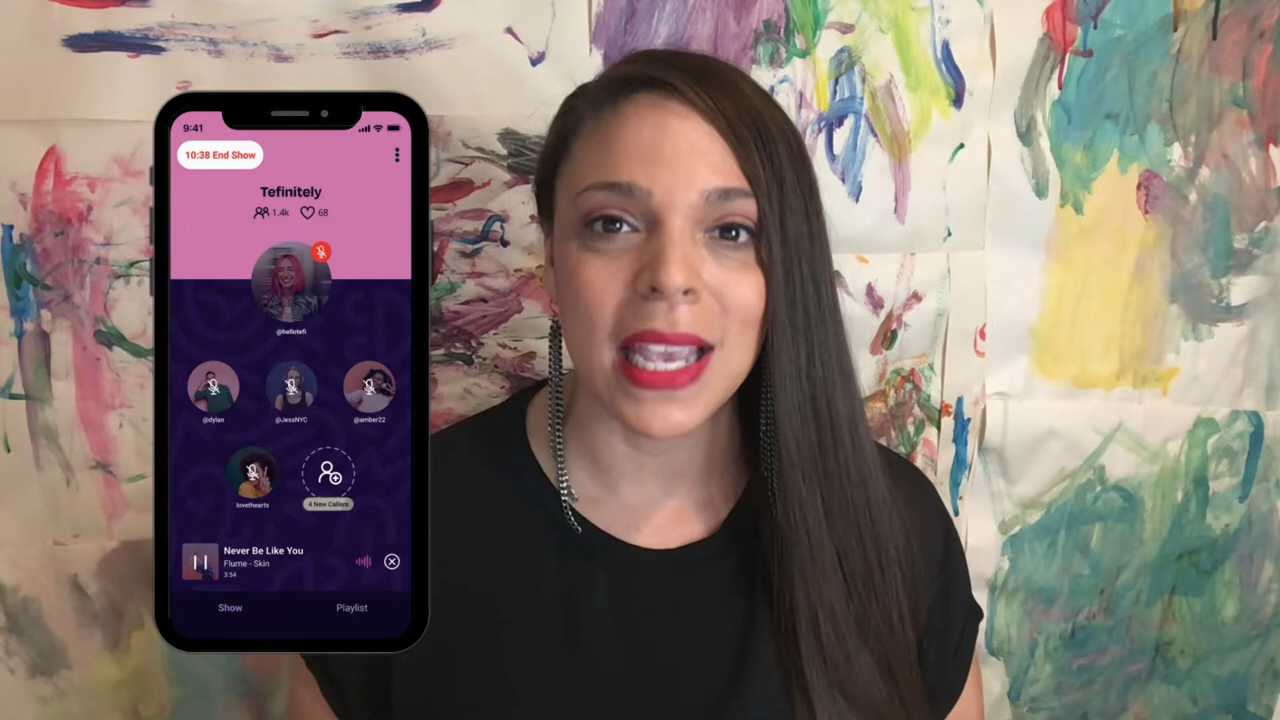 9:41
10:38 End Show
Tefinitely
1.4k 68
@hellotefi
@dylan @JessNYC @amber22
lovethearts 4 New Callers
Never Be Like You
Flume - Skin
3:54
Show Playlist